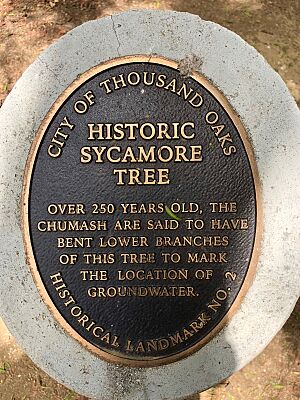 CITY OF THOUSAND OAKS
HISTORIC
SYCAMORE
TREE
OVER 250 YEARS OLD, THE
CHUMASH ARE SAID TO HAVE
BENT LOWER BRANCHES
OF THIS TREE TO MARK
THE LOCATION OF
GROUNDWATER.
HISTORICAL LANDMARK NO. 2